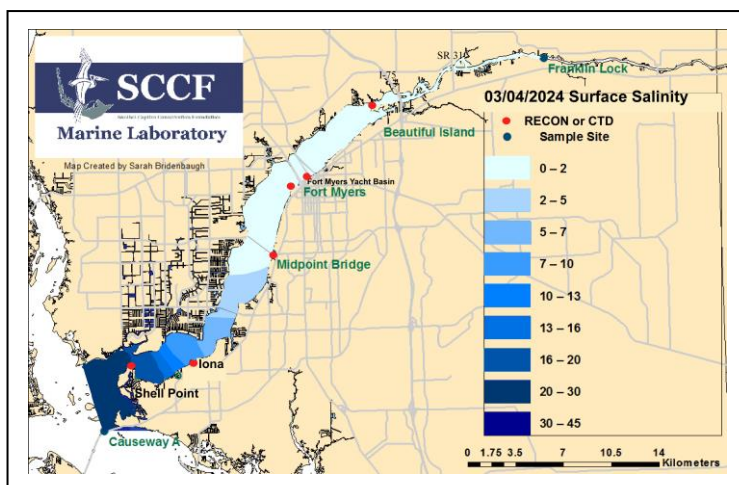 SR 31
I-75
Franklin Lock
SCCF
Marine Laboratory
Map Created by Sarah Bridenbaugh
03/04/2024 Surface Salinity
RECON or CTD
Sample Site
Beautiful Island
Fort Myers Yacht Basin
Fort Myers
Midpoint Bridge
Iona
Shell Point
Causeway A
0 – 2
2 – 5
5 – 7
7 – 10
10 – 13
13 – 16
16 – 20
20 – 30
30 – 45
0 1.75 3.5 7 10.5 14
Kilometers